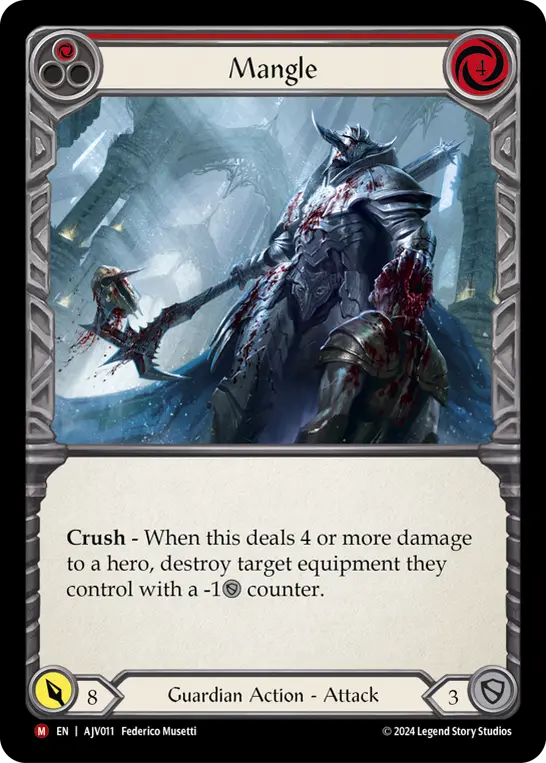 Mangle
4
Crush - When this deals 4 or more damage
to a hero, destroy target equipment they
control with a -1 counter.
8
Guardian Action - Attack
3
M EN | AJV011 Federico Musetti
© 2024 Legend Story Studios